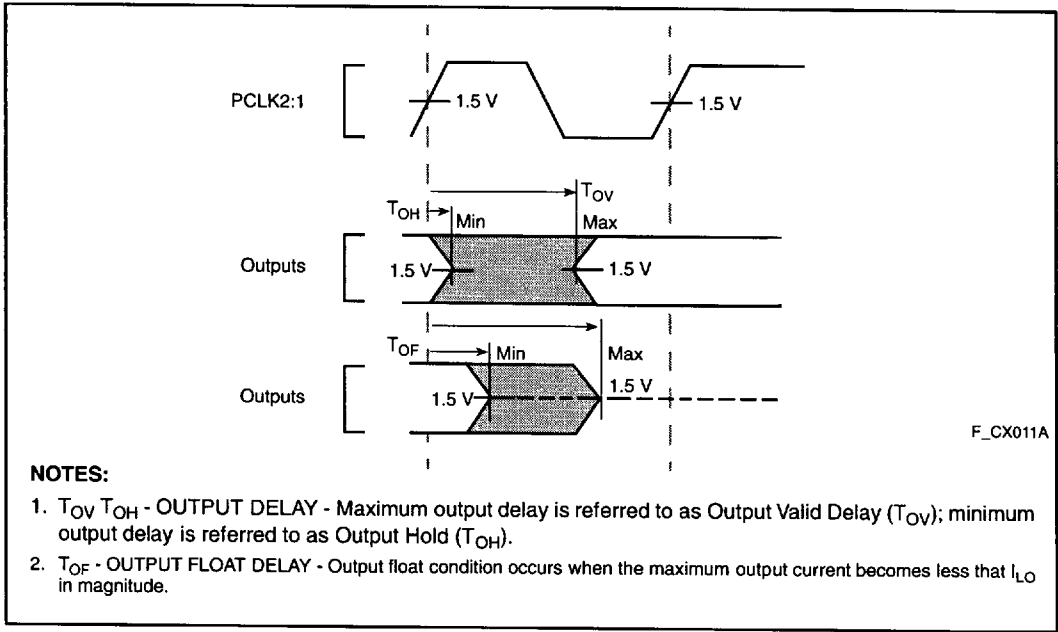 PCLK2:1
1.5 V
1.5 V
TOV
TOH
Min
Max
Outputs
1.5 V
1.5 V
TOF
Min
Max
1.5 V
Outputs
1.5 V
F_CX011A
NOTES:
1. TOV TOH - OUTPUT DELAY - Maximum output delay is referred to as Output Valid Delay (TOV); minimum
output delay is referred to as Output Hold (TOH).
2. TOF - OUTPUT FLOAT DELAY - Output float condition occurs when the maximum output current becomes less that ILO
in magnitude.